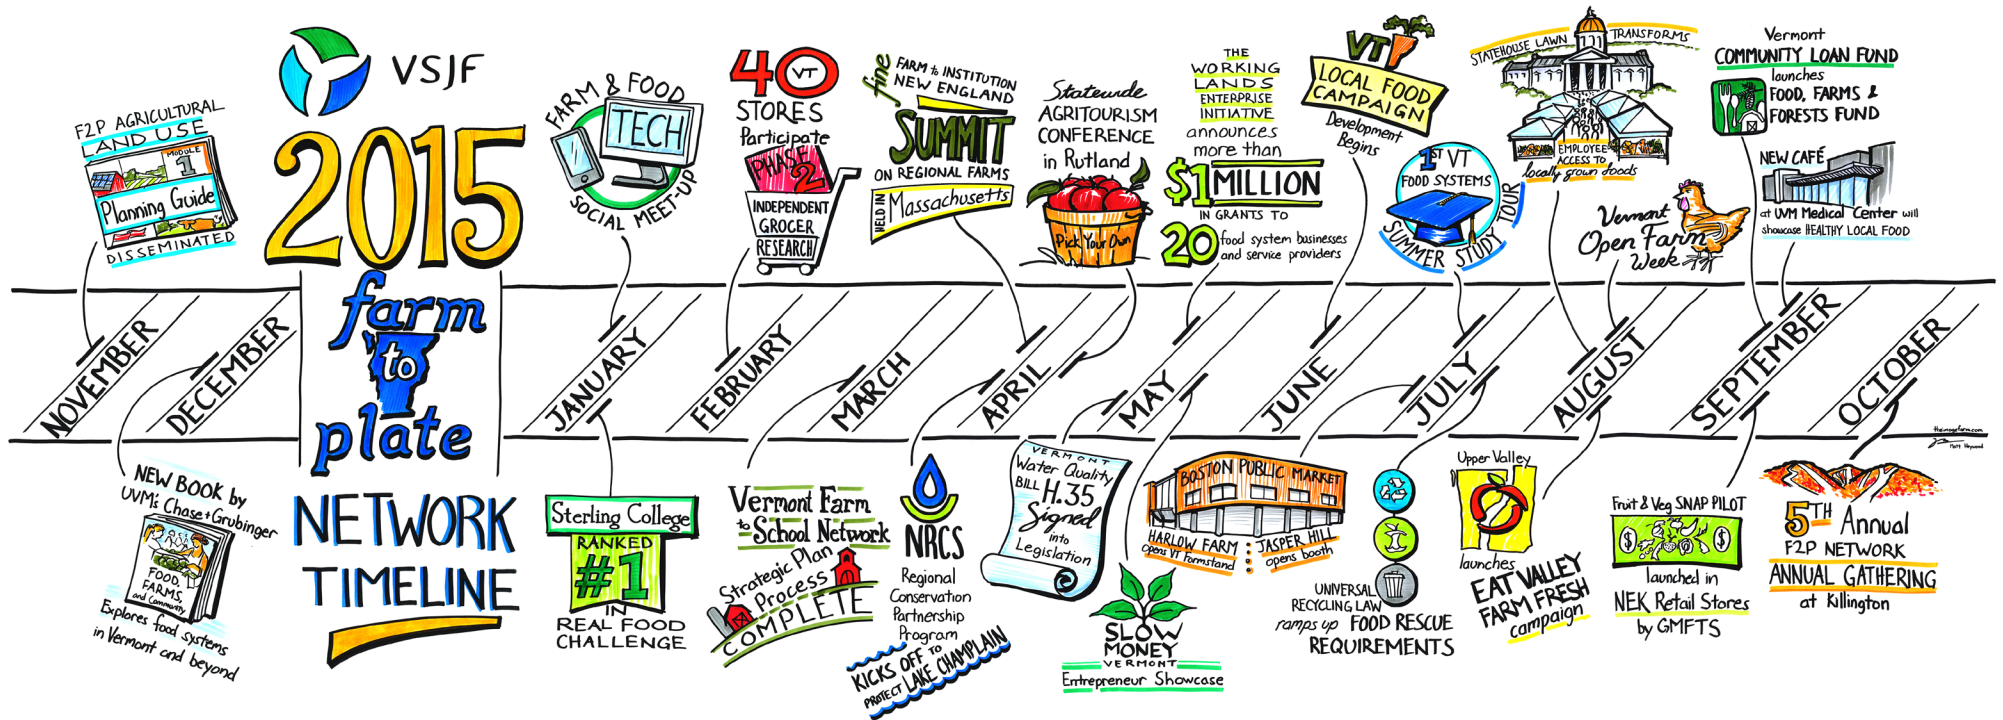 VSJF
2015
farm
to
plate
NETWORK
TIMELINE
F2P AGRICULTURAL
LAND USE
MODULE
1
Planning Guide
DISSEMINATED
NOVEMBER
DECEMBER
NEW BOOK by
UVM's Chase + Grubinger
FOOD,
FARMS,
and Community
Explores food systems
in Vermont and beyond
FARM & FOOD
TECH
SOCIAL MEET-UP
JANUARY
Sterling College
RANKED
#1
IN
REAL FOOD
CHALLENGE
40
VT
STORES
Participate
PHASE
2
INDEPENDENT
GROCER
RESEARCH
FEBRUARY
Vermont Farm
to School Network
Strategic Plan
Process
COMPLETE
MARCH
fine
FARM to INSTITUTION
NEW ENGLAND
SUMMIT
ON REGIONAL FARMS
HELD IN
Massachusetts
Statewide
AGRITOURISM
CONFERENCE
in Rutland
Pick Your Own
APRIL
NRCS
Regional
Conservation
Partnership
Program
KICKS OFF to
PROTECT LAKE CHAMPLAIN
THE
WORKING
LANDS
ENTERPRISE
INITIATIVE
announces
more than
$1 MILLION
IN GRANTS TO
20 food system businesses
and service providers
MAY
VERMONT
Water Quality
BILL H.35
Signed
into
Legislation
SLOW
MONEY
VERMONT
Entrepreneur Showcase
VT
LOCAL FOOD
CAMPAIGN
Development
Begins
JUNE
1ST VT
FOOD SYSTEMS
SUMMER STUDY TOUR
JULY
BOSTON PUBLIC MARKET
HARLOW FARM
opens VT Farmstand
JASPER HILL
opens booth
UNIVERSAL
RECYCLING LAW
ramps up FOOD RESCUE
REQUIREMENTS
STATEHOUSE LAWN TRANSFORMS
EMPLOYEE
ACCESS TO
locally grown foods
Vermont
Open Farm
Week
AUGUST
Upper Valley
launches
EAT VALLEY
FARM FRESH
campaign
Vermont
COMMUNITY LOAN FUND
launches
FOOD, FARMS &
FORESTS FUND
NEW CAFÉ
at UVM Medical Center will
showcase HEALTHY LOCAL FOOD
SEPTEMBER
Fruit & Veg SNAP PILOT
$ $
launched in
NEK Retail Stores
by GMFTS
OCTOBER
5TH Annual
F2P NETWORK
ANNUAL GATHERING
at Killington
theimagefarm.com
Matt Heywood